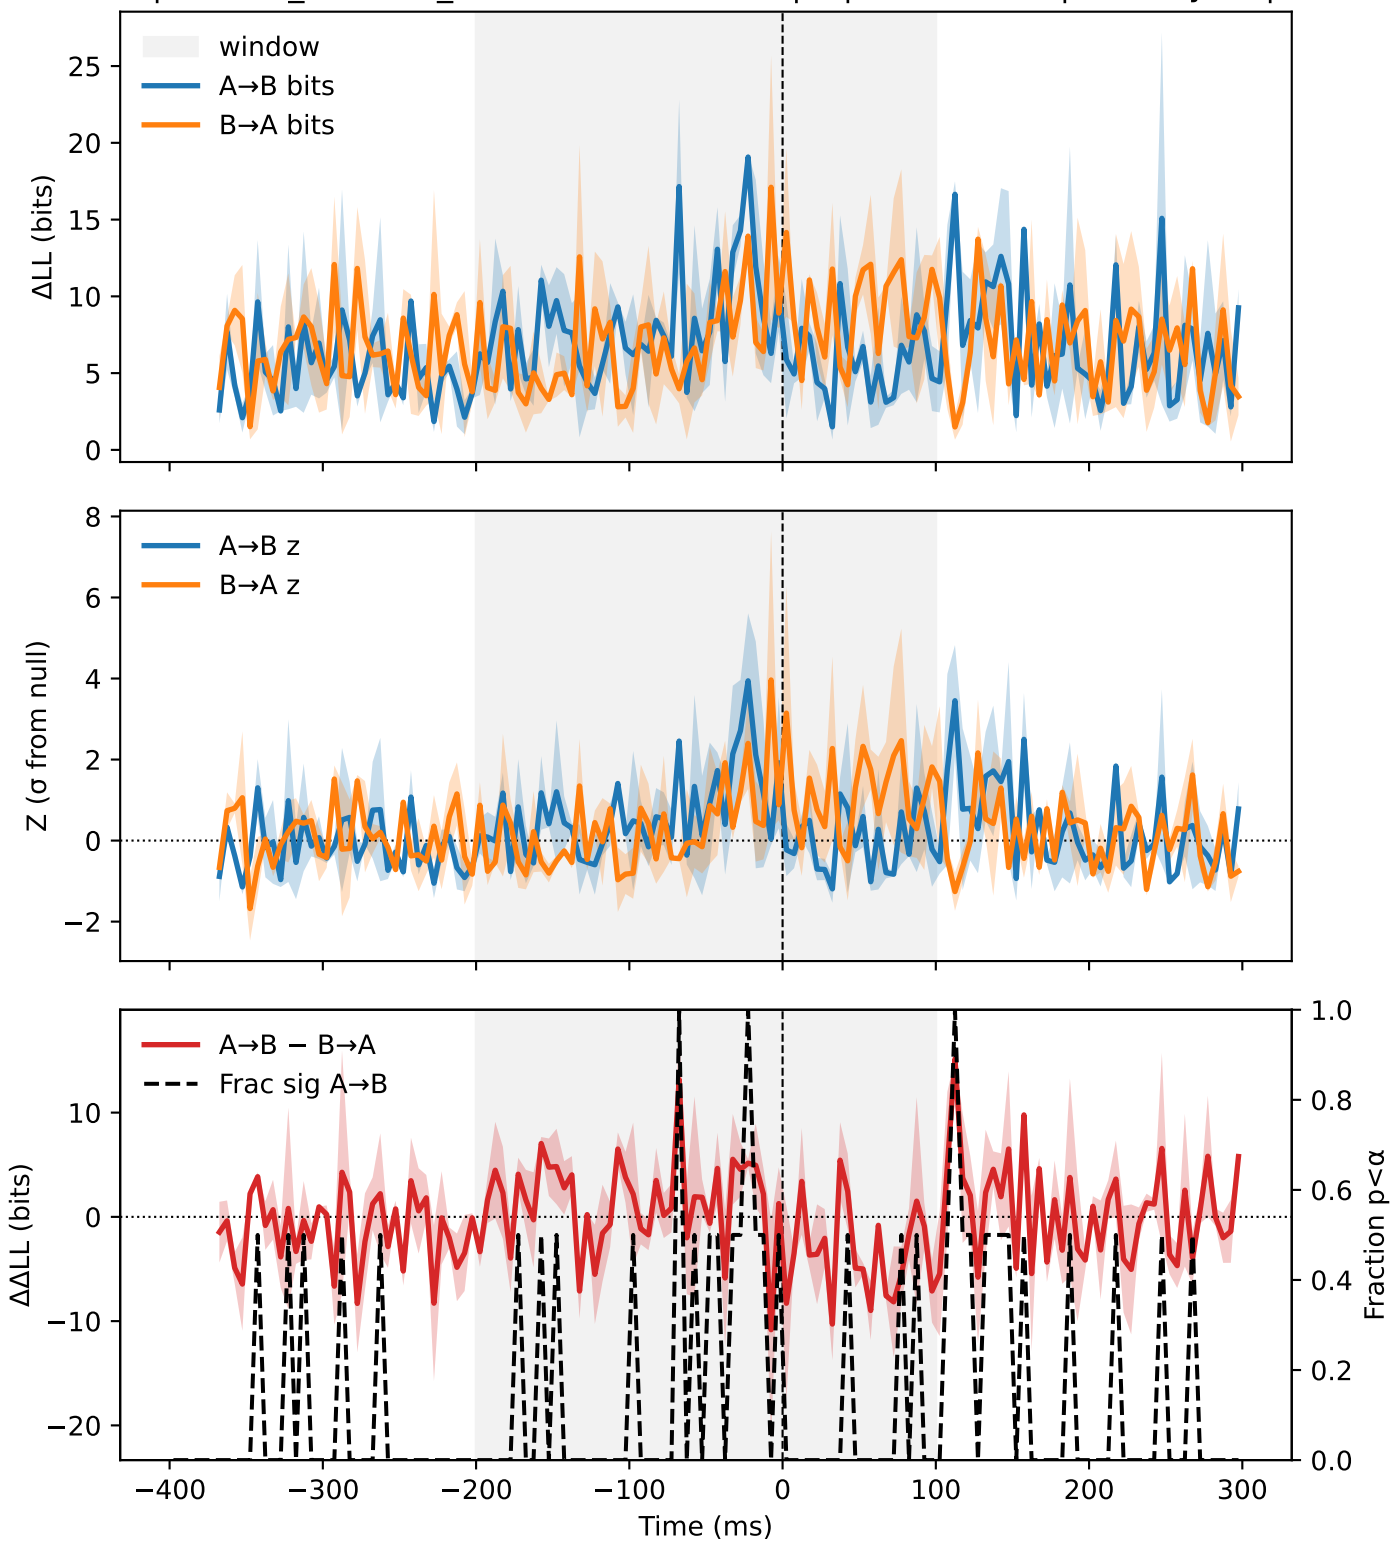 window
A→B bits
B→A bits
ΔLL (bits)
25
20
15
10
5
0
A→B z
B→A z
Z (σ from null)
8
6
4
2
0
−2
A→B − B→A
Frac sig A→B
ΔΔLL (bits)
10
0
−10
−20
1.0
0.8
0.6
0.4
0.2
0.0
Fraction p<α
−400 −300 −200 −100 0 100 200 300
Time (ms)